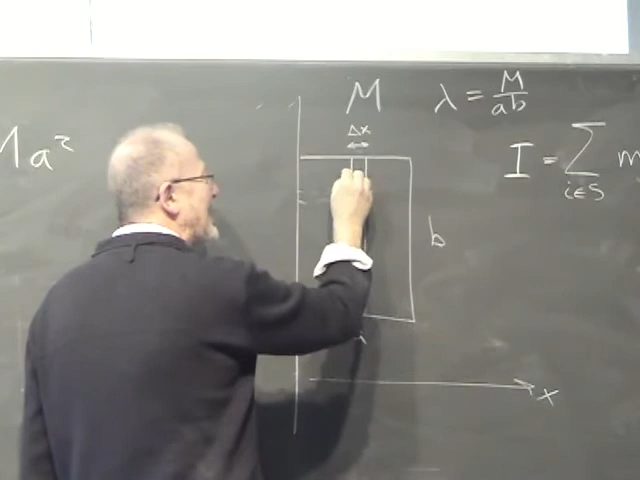 Ma²
M
λ = M/ab
Δx
I = Σ m
i∈S
b
x